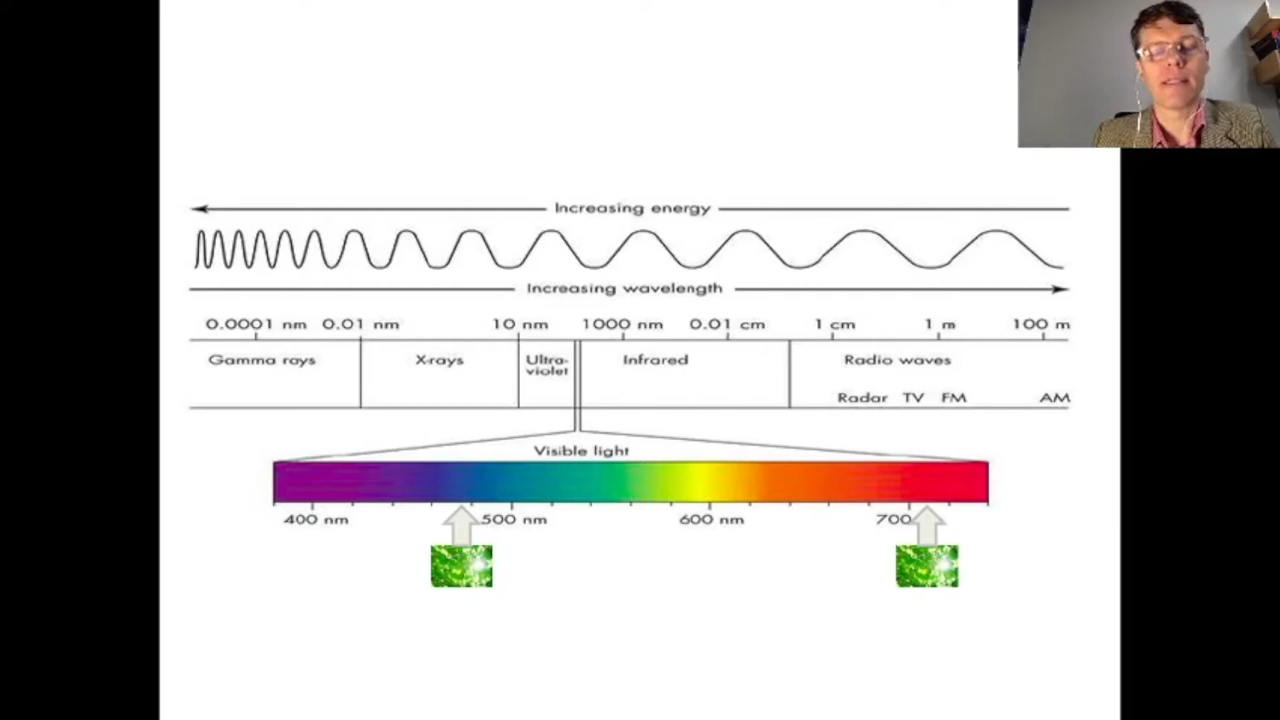 Increasing energy
Increasing wavelength
0.0001 nm 0.01 nm 10 nm 1000 nm 0.01 cm 1 cm 1 m 100 m
Gamma rays X-rays Ultra-violet Infrared Radio waves
Radar TV FM AM
Visible light
400 nm 500 nm 600 nm 700